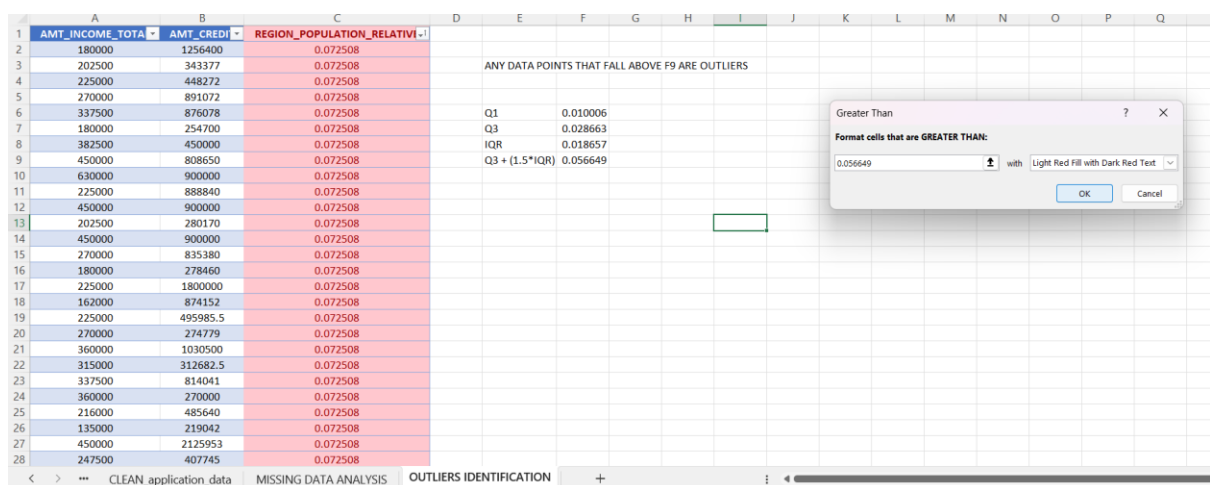 A B C D E F G H I J K L M N O P Q
1 AMT_INCOME_TOTA AMT_CREDI REGION_POPULATION_RELATIVE
2 180000 1256400 0.072508
3 202500 343377 0.072508 ANY DATA POINTS THAT FALL ABOVE F9 ARE OUTLIERS
4 225000 448272 0.072508
5 270000 891072 0.072508
6 337500 876078 0.072508 Q1 0.010006
7 180000 254700 0.072508 Q3 0.028663
8 382500 450000 0.072508 IQR 0.018657
9 450000 808650 0.072508 Q3 + (1.5*IQR) 0.056649
10 630000 900000 0.072508
11 225000 888840 0.072508
12 450000 900000 0.072508
13 202500 280170 0.072508
14 450000 900000 0.072508
15 270000 835380 0.072508
16 180000 278460 0.072508
17 225000 1800000 0.072508
18 162000 874152 0.072508
19 225000 495985.5 0.072508
20 270000 274779 0.072508
21 360000 1030500 0.072508
22 315000 312682.5 0.072508
23 337500 814041 0.072508
24 360000 270000 0.072508
25 216000 485640 0.072508
26 135000 219042 0.072508
27 450000 2125953 0.072508
28 247500 407745 0.072508
Greater Than ? X
Format cells that are GREATER THAN:
0.056649 with Light Red Fill with Dark Red Text
OK Cancel
CLEAN_application_data MISSING DATA ANALYSIS OUTLIERS IDENTIFICATION +